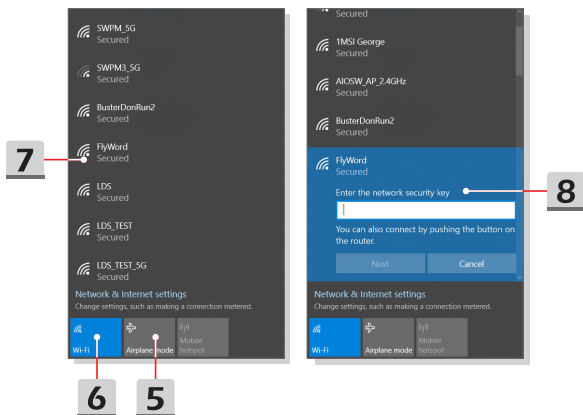 SWPM_5G
Secured
SWPM3_5G
Secured
BusterDonRun2
Secured
FlyWord
Secured
LDS
Secured
LDS_TEST
Secured
LDS_TEST_5G
Secured
Network & Internet settings
Change settings, such as making a connection metered.
Wi-Fi
Airplane mode
Mobile
hotspot
7
6
5
Secured
1MSI George
Secured
AIOSW_AP_2.4GHz
Secured
BusterDonRun2
Secured
FlyWord
Secured
Enter the network security key
You can also connect by pushing the button on
the router.
Next
Cancel
Network & Internet settings
Change settings, such as making a connection metered.
Wi-Fi
Airplane mode
Mobile
hotspot
8